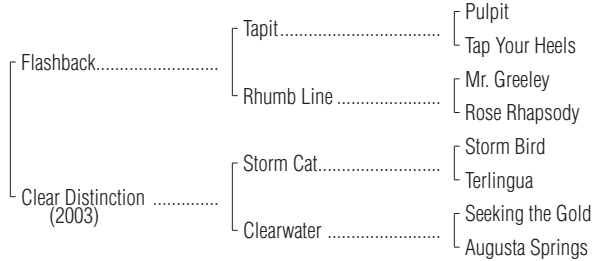 Pulpit
Tapit
Tap Your Heels
Flashback
Mr. Greeley
Rhumb Line
Rose Rhapsody
Storm Bird
Storm Cat
Terlingua
Clear Distinction
(2003)
Seeking the Gold
Clearwater
Augusta Springs